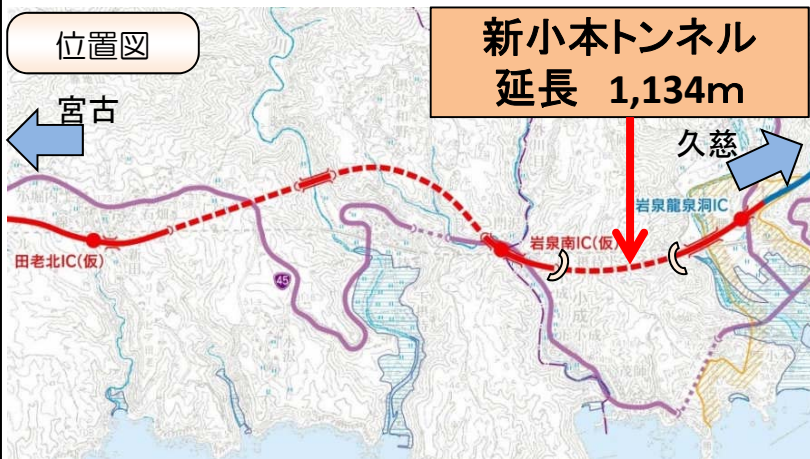 位置図
新小本トンネル
延長 1,134m
宮古
久慈
岩泉龍泉洞IC
岩泉南IC(仮)
田老北IC(仮)
45
小成